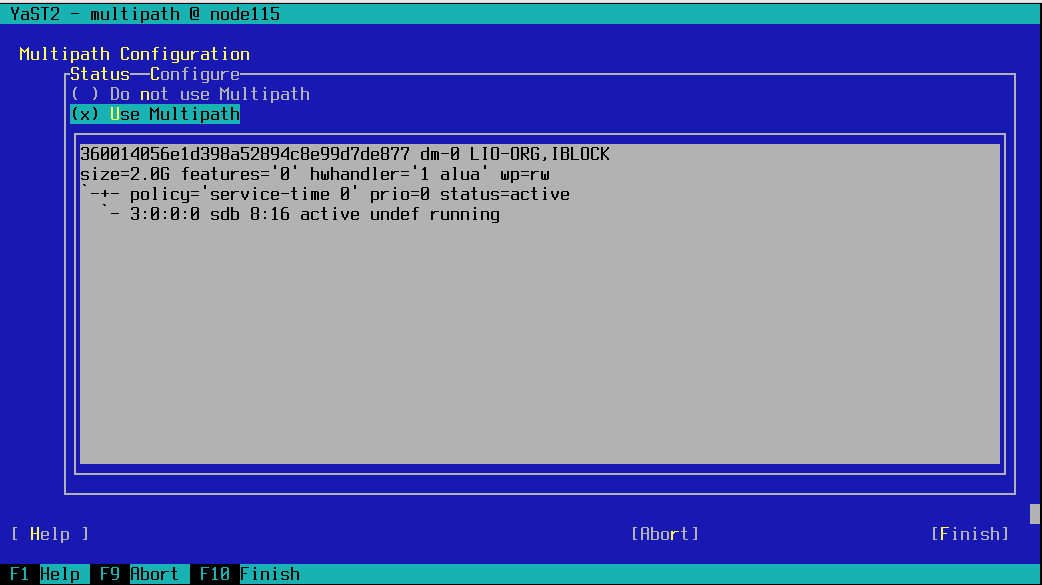 YaST2 - multipath @ node115
Multipath Configuration
Status──Configure
( ) Do not use Multipath
(x) Use Multipath
360014056e1d398a52894c8e99d7de877 dm-0 LIO-ORG,IBLOCK
size=2.0G features='0' hwhandler='1 alua' wp=rw
`-+- policy='service-time 0' prio=0 status=active
  `- 3:0:0:0 sdb 8:16 active undef running
[ Help ] [Abort] [Finish]
F1 Help F9 Abort F10 Finish